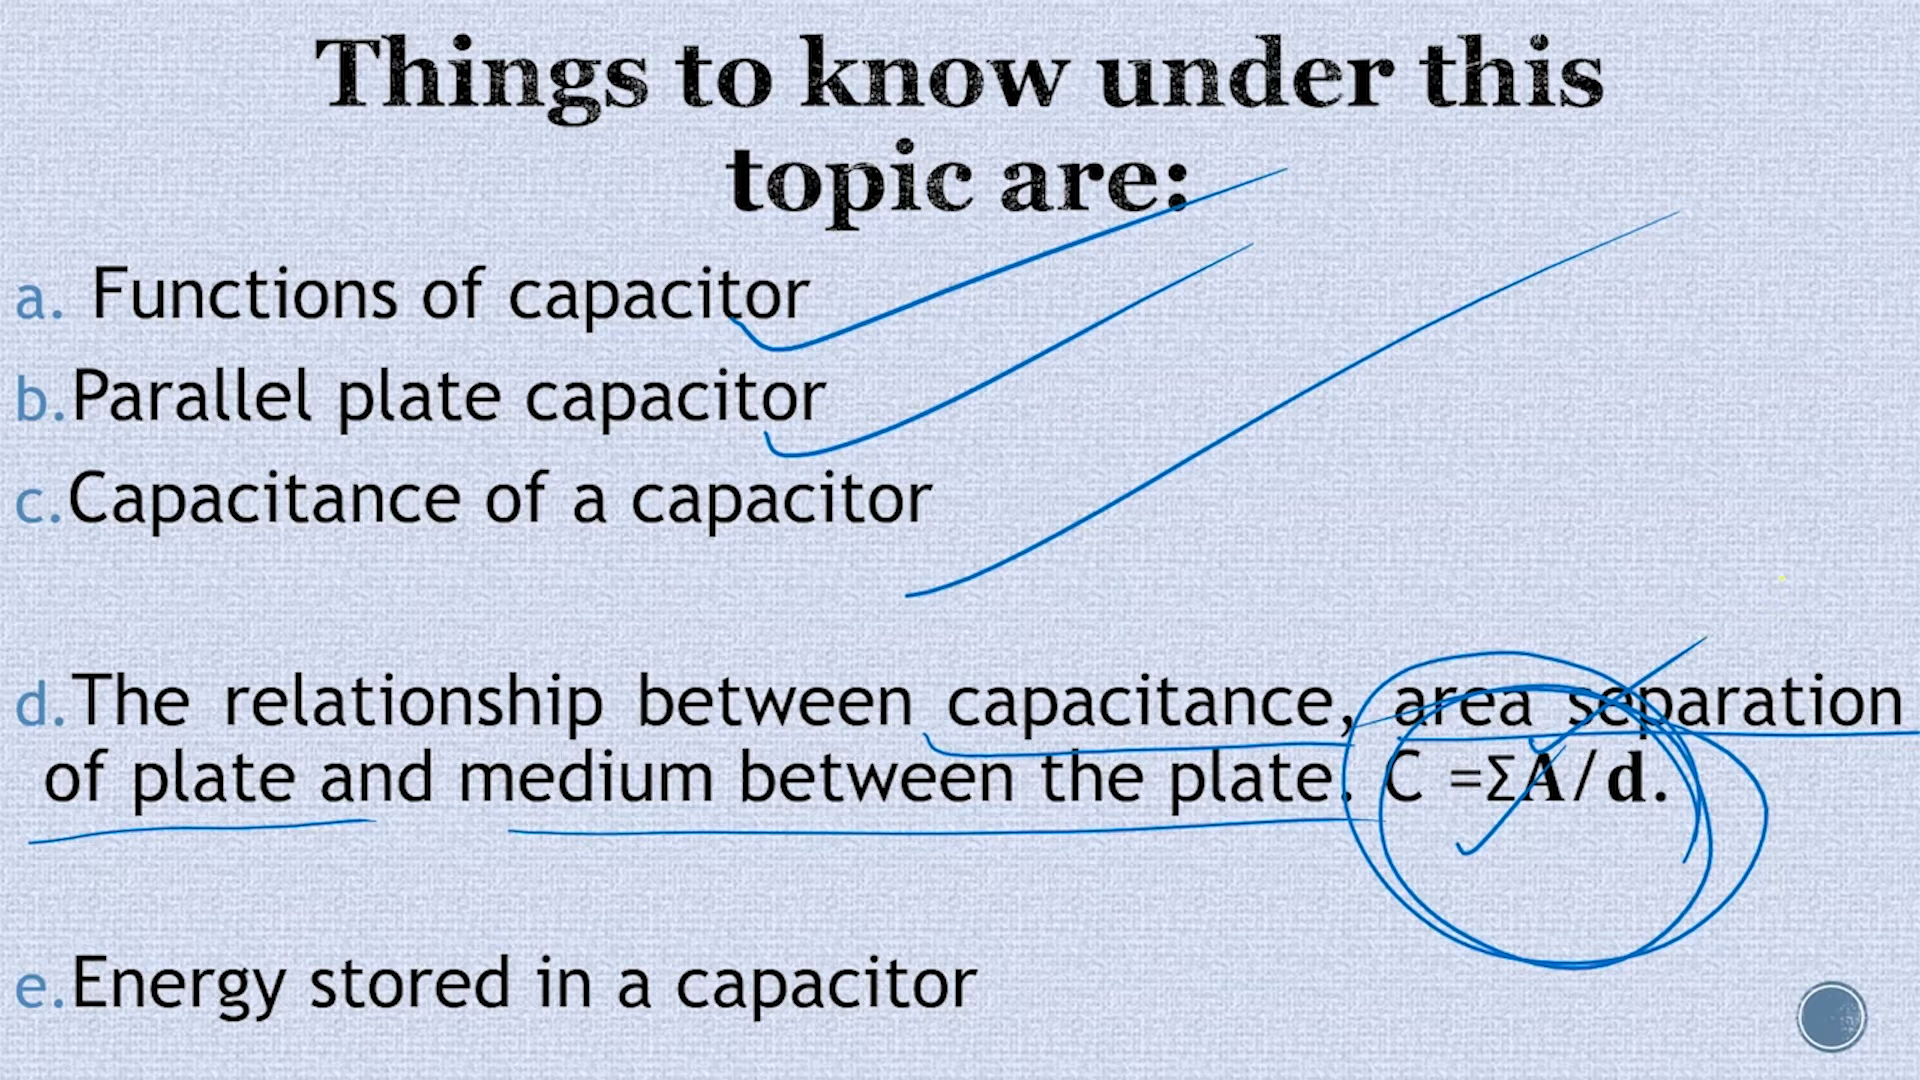 Things to know under this
topic are:
a. Functions of capacitor
b.Parallel plate capacitor
c.Capacitance of a capacitor
d.The relationship between capacitance, area separation
of plate and medium between the plate. C =ΣA/d.
e.Energy stored in a capacitor